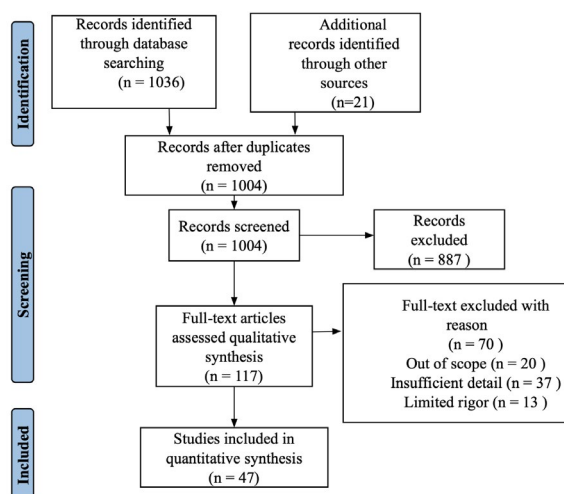 Identification
Records identified
through database
searching
(n = 1036)
Additional
records identified
through other
sources
(n=21)
Records after duplicates
removed
(n = 1004)
Screening
Records screened
(n = 1004)
Records
excluded
(n = 887 )
Full-text articles
assessed qualitative
synthesis
(n = 117)
Full-text excluded with
reason
(n = 70 )
Out of scope (n = 20 )
Insufficient detail (n = 37 )
Limited rigor (n = 13 )
Included
Studies included in
quantitative synthesis
(n = 47)